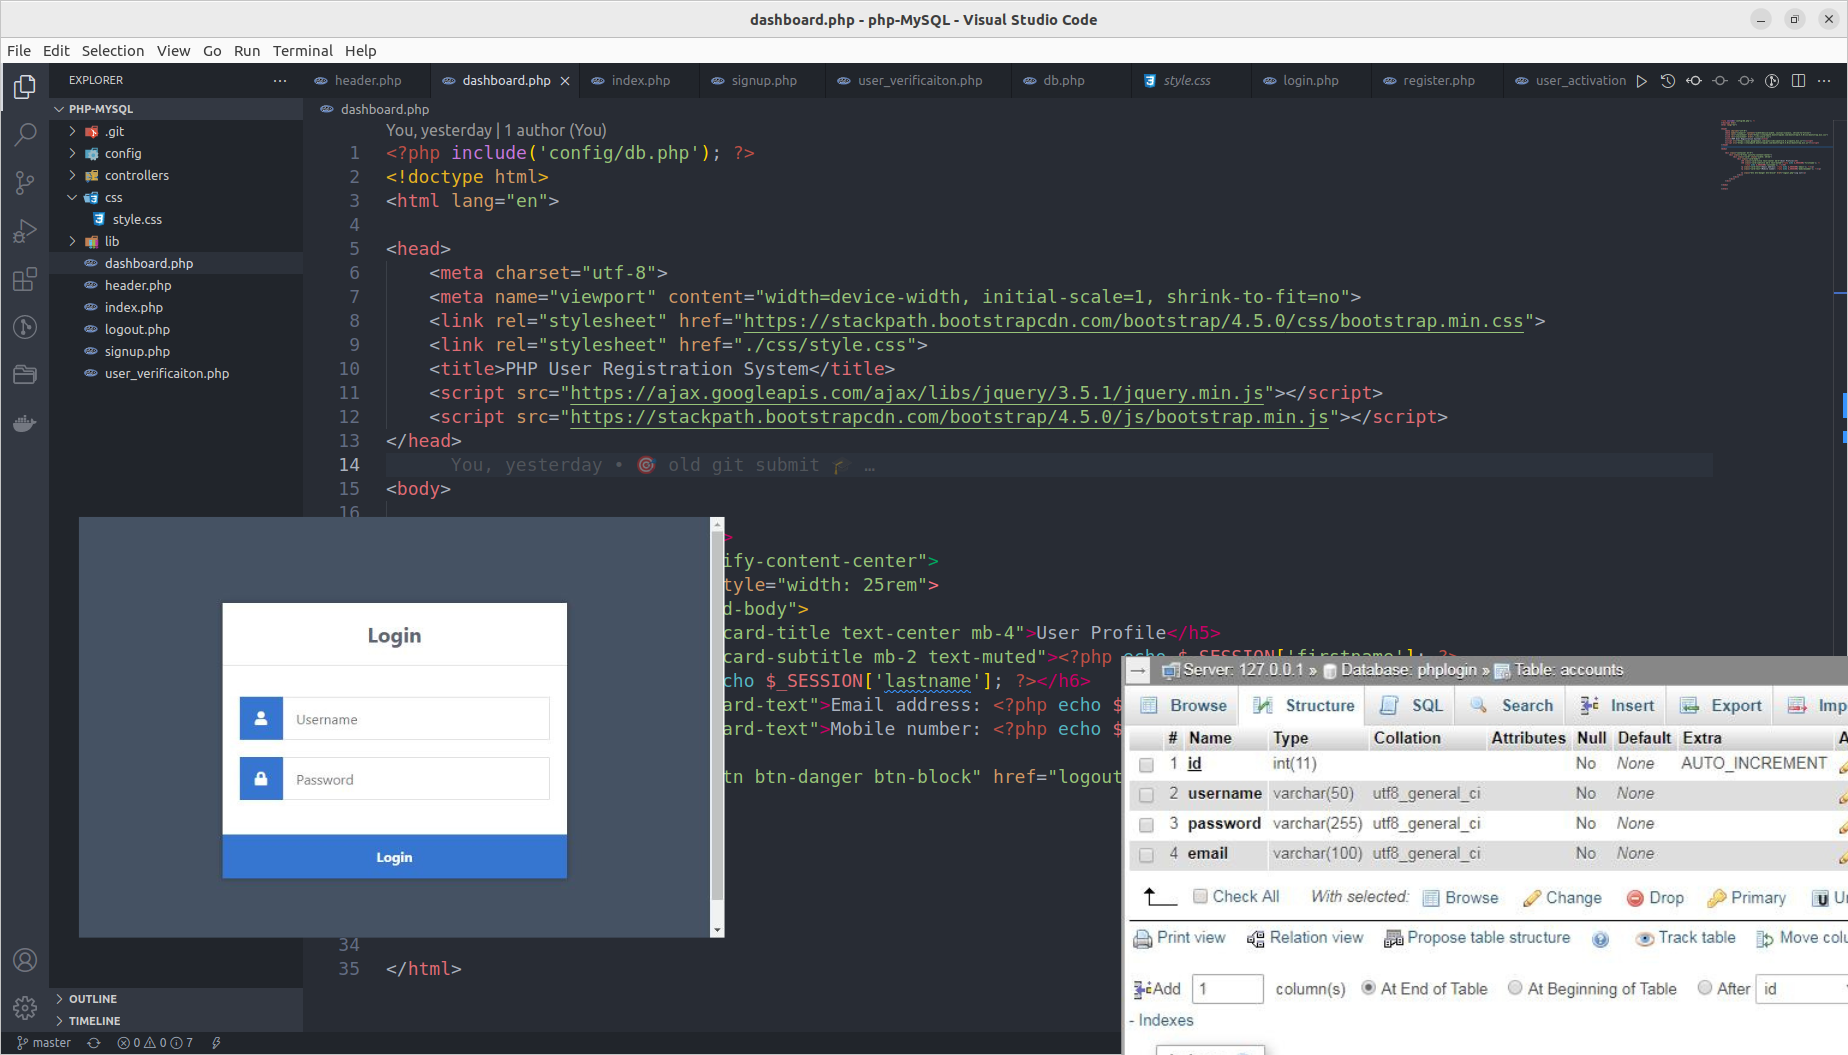 dashboard.php - php-MySQL - Visual Studio Code
File Edit Selection View Go Run Terminal Help
EXPLORER
header.php dashboard.php index.php signup.php user_verificaiton.php db.php style.css login.php register.php user_activation
PHP-MYSQL
.git
config
controllers
css
style.css
lib
dashboard.php
header.php
index.php
logout.php
signup.php
user_verificaiton.php
dashboard.php
You, yesterday | 1 author (You)
1 <?php include('config/db.php'); ?>
2 <!doctype html>
3 <html lang="en">
4
5 <head>
6 <meta charset="utf-8">
7 <meta name="viewport" content="width=device-width, initial-scale=1, shrink-to-fit=no">
8 <link rel="stylesheet" href="https://stackpath.bootstrapcdn.com/bootstrap/4.5.0/css/bootstrap.min.css">
9 <link rel="stylesheet" href="./css/style.css">
10 <title>PHP User Registration System</title>
11 <script src="https://ajax.googleapis.com/ajax/libs/jquery/3.5.1/jquery.min.js"></script>
12 <script src="https://stackpath.bootstrapcdn.com/bootstrap/4.5.0/js/bootstrap.min.js"></script>
13 </head>
14 You, yesterday • 🎯 old git submit 🎓 …
15 <body>
16
>
ify-content-center">
tyle="width: 25rem">
d-body">
card-title text-center mb-4">User Profile</h5>
card-subtitle mb-2 text-muted"><?php echo $_SESSION['firstname']; ?>
cho $_SESSION['lastname']; ?></h6>
ard-text">Email address: <?php echo $
ard-text">Mobile number: <?php echo $
tn btn-danger btn-block" href="logout
34
35 </html>
Login
Username
Password
Login
Server: 127.0.0.1 » Database: phplogin » Table: accounts
Browse Structure SQL Search Insert Export Imp
# Name Type Collation Attributes Null Default Extra A
1 id int(11) No None AUTO_INCREMENT
2 username varchar(50) utf8_general_ci No None
3 password varchar(255) utf8_general_ci No None
4 email varchar(100) utf8_general_ci No None
Check All With selected: Browse Change Drop Primary U
Print view Relation view Propose table structure Track table Move colu
Add 1 column(s) At End of Table At Beginning of Table After id
- Indexes
OUTLINE
TIMELINE
master 0 0 7